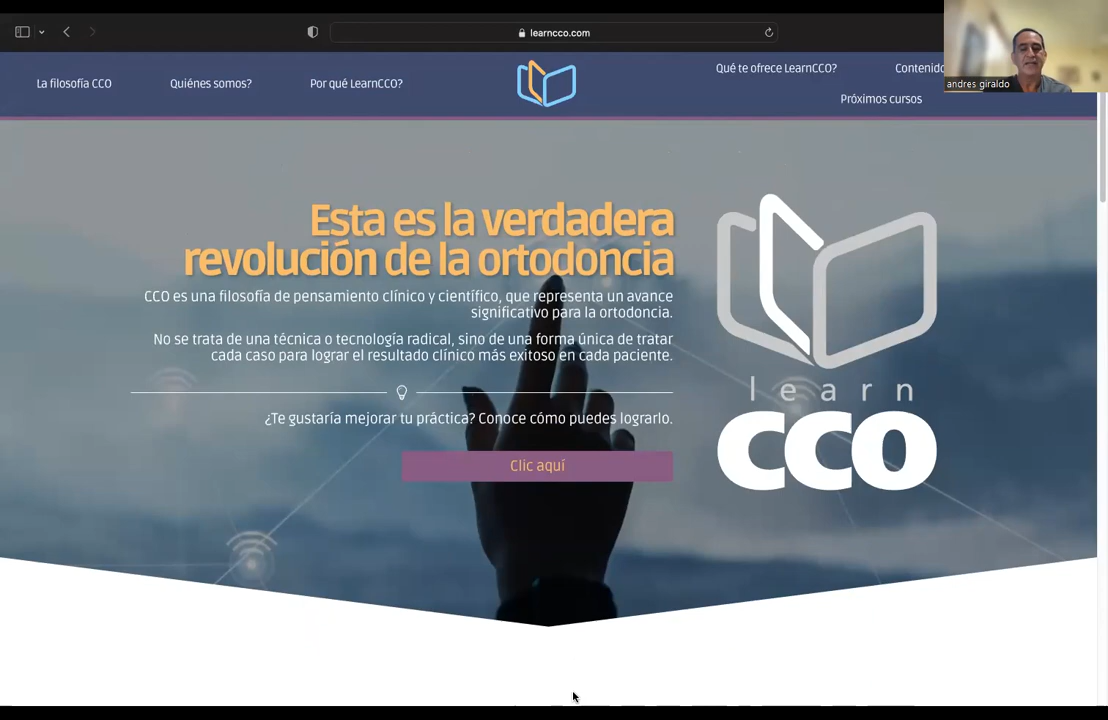 learncco.com
andres giraldo
La filosofía CCO
Quiénes somos?
Por qué LearnCCO?
Qué te ofrece LearnCCO?
Próximos cursos
Esta es la verdadera
revolución de la ortodoncia
CCO es una filosofía de pensamiento clínico y científico, que representa un avance
significativo para la ortodoncia.
No se trata de una técnica o tecnología radical, sino de una forma única de tratar
cada caso para lograr el resultado clínico más exitoso en cada paciente.
¿Te gustaría mejorar tu práctica? Conoce cómo puedes lograrlo.
Clic aquí
learn
cco